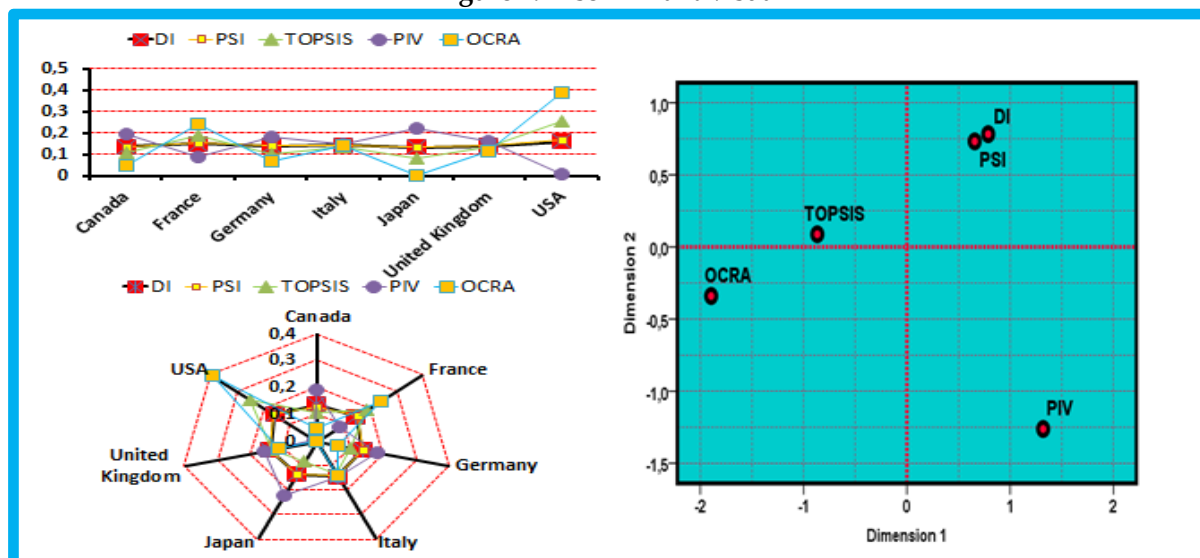 DI PSI TOPSIS PIV OCRA
0,5
0,4
0,3
0,2
0,1
0
Canada
France
Germany
Italy
Japan
United Kingdom
USA
DI PSI TOPSIS PIV OCRA
Canada
0,4
0,3
0,2
0,1
0
France
Germany
Italy
Japan
United
Kingdom
USA
Dimension 2
1,0
0,5
0,0
-0,5
-1,0
-1,5
DI
PSI
TOPSIS
OCRA
PIV
-2 -1 0 1 2
Dimension 1